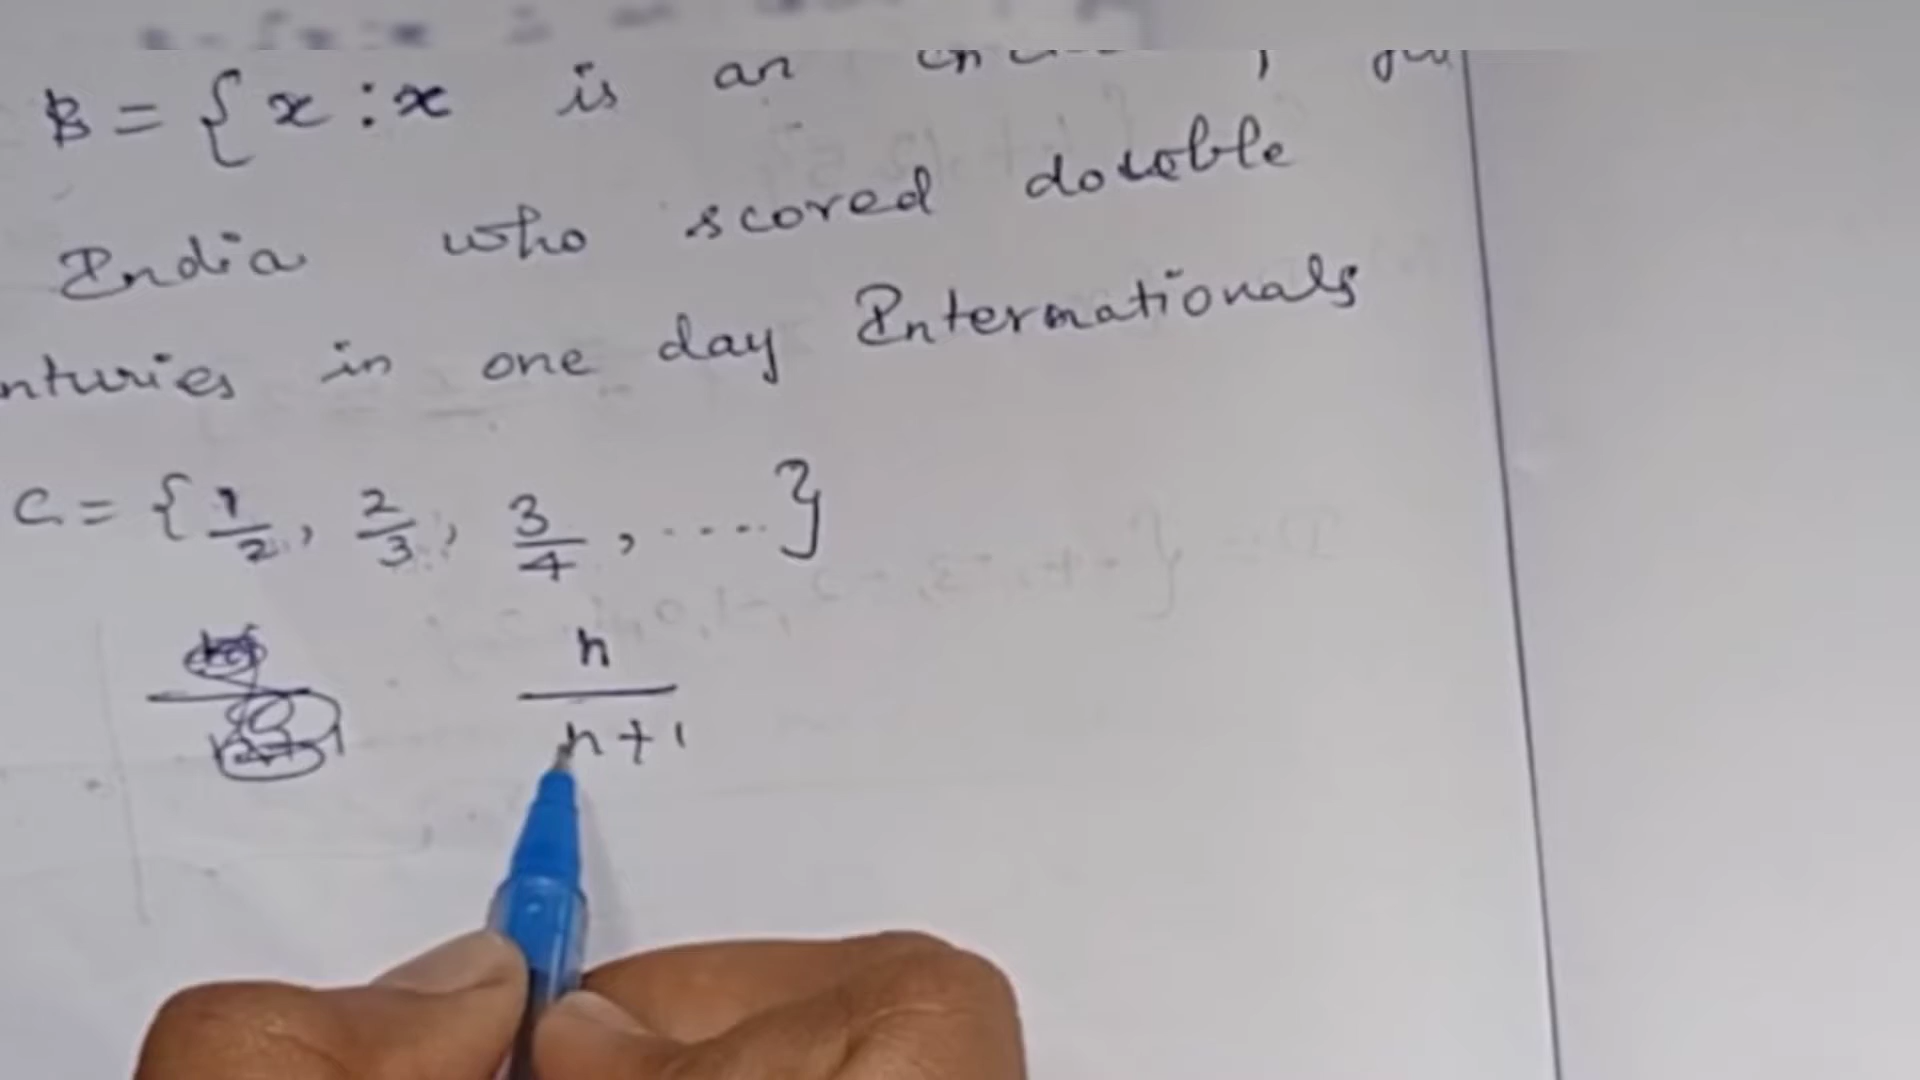 B = {x : x is an
India who scored double
nturies in one day Internationals
C = {1/2, 2/3, 3/4, ....}
n/n+1